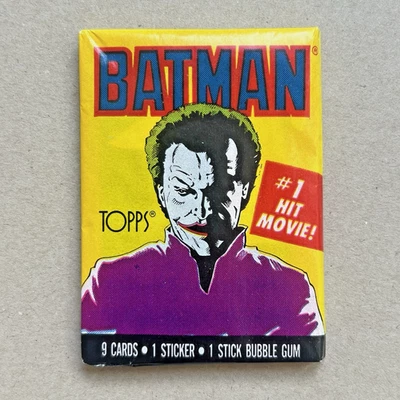 BATMAN®
TOPPS®
#1
HIT
MOVIE!
9 CARDS • 1 STICKER • 1 STICK BUBBLE GUM